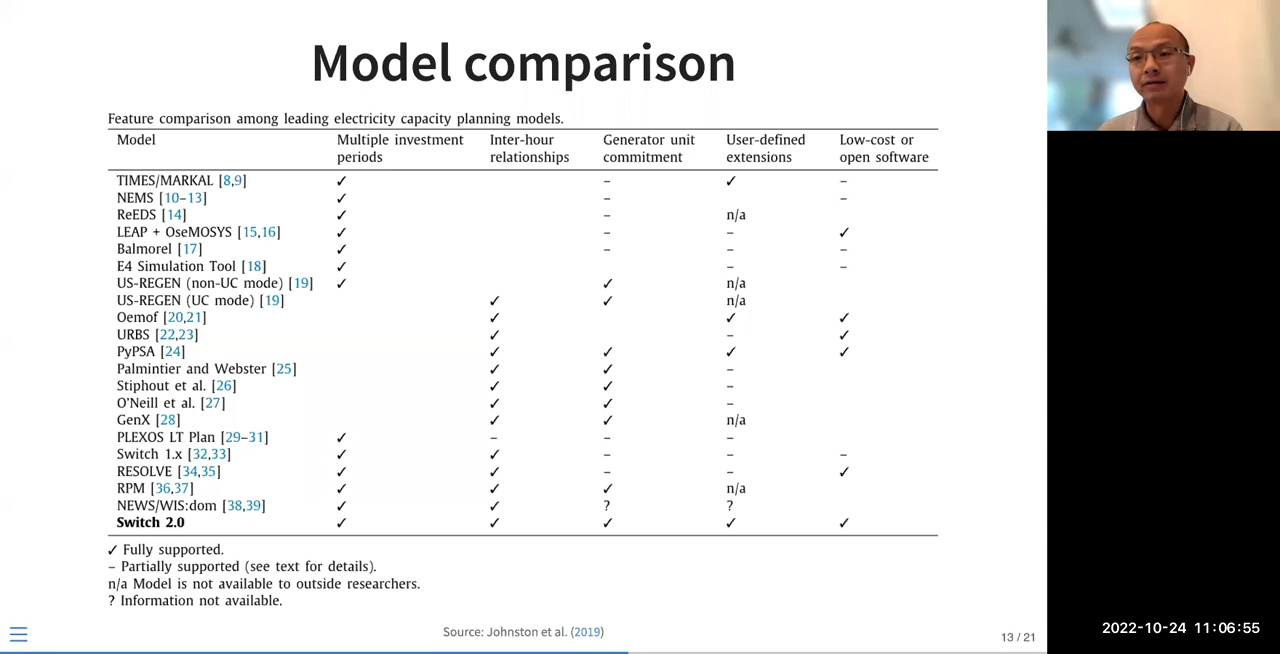 Model comparison
Feature comparison among leading electricity capacity planning models.
Model Multiple investment periods Inter-hour relationships Generator unit commitment User-defined extensions Low-cost or open software
TIMES/MARKAL [8,9] ✓ – ✓ –
NEMS [10–13] ✓ – –
ReEDS [14] ✓ – n/a
LEAP + OseMOSYS [15,16] ✓ – – ✓
Balmorel [17] ✓ – – –
E4 Simulation Tool [18] ✓ – –
US-REGEN (non-UC mode) [19] ✓ ✓ n/a
US-REGEN (UC mode) [19] ✓ ✓ n/a
Oemof [20,21] ✓ ✓ ✓
URBS [22,23] ✓ – ✓
PyPSA [24] ✓ ✓ ✓ ✓
Palmintier and Webster [25] ✓ ✓ –
Stiphout et al. [26] ✓ ✓ –
O'Neill et al. [27] ✓ ✓ –
GenX [28] ✓ ✓ n/a
PLEXOS LT Plan [29–31] ✓ – – –
Switch 1.x [32,33] ✓ ✓ – – –
RESOLVE [34,35] ✓ ✓ – – ✓
RPM [36,37] ✓ ✓ ✓ n/a
NEWS/WIS:dom [38,39] ✓ ✓ ? ?
Switch 2.0 ✓ ✓ ✓ ✓ ✓
✓ Fully supported.
– Partially supported (see text for details).
n/a Model is not available to outside researchers.
? Information not available.
Source: Johnston et al. (2019)
13 / 21
2022-10-24 11:06:55